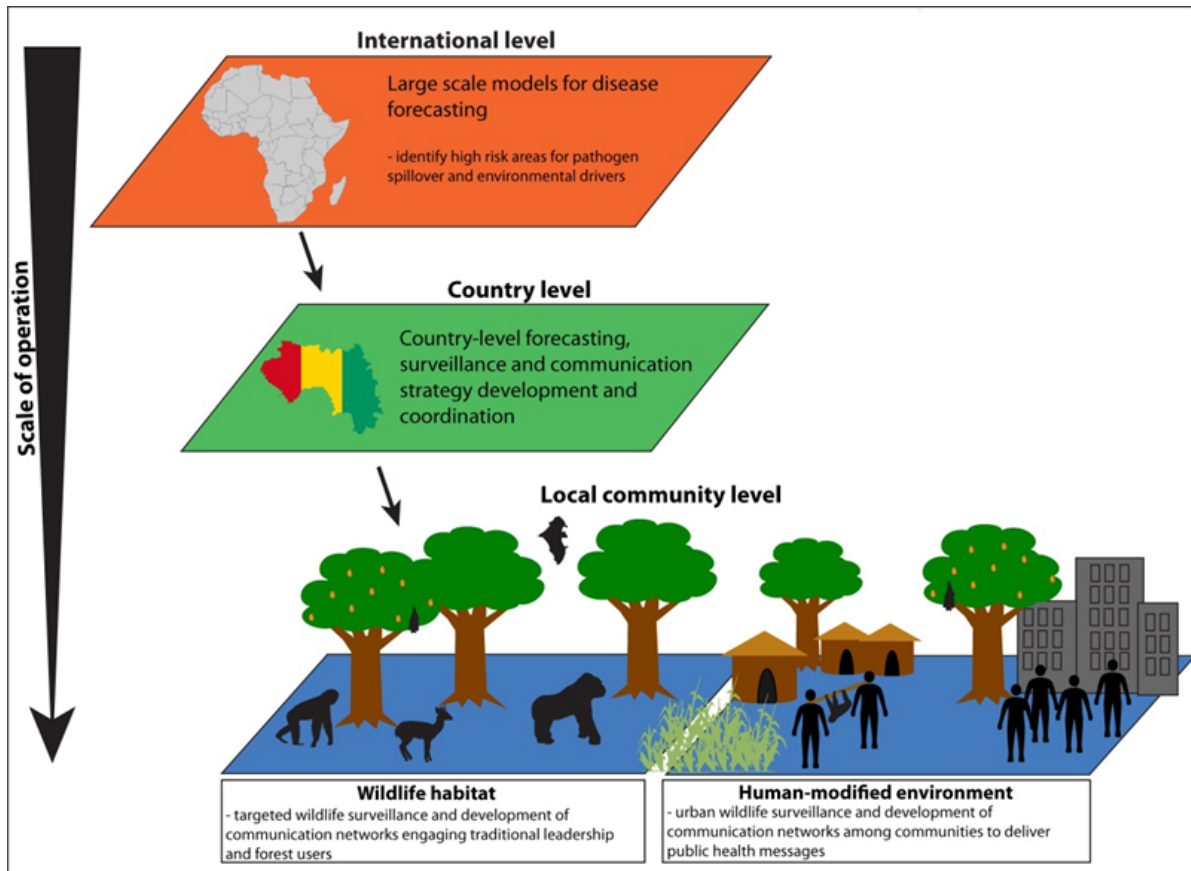 International level
Large scale models for disease
forecasting
- identify high risk areas for pathogen
spillover and environmental drivers
Scale of operation
Country level
Country-level forecasting,
surveillance and communication
strategy development and
coordination
Local community level
Wildlife habitat
- targeted wildlife surveillance and development of
communication networks engaging traditional leadership
and forest users
Human-modified environment
- urban wildlife surveillance and development of
communication networks among communities to deliver
public health messages